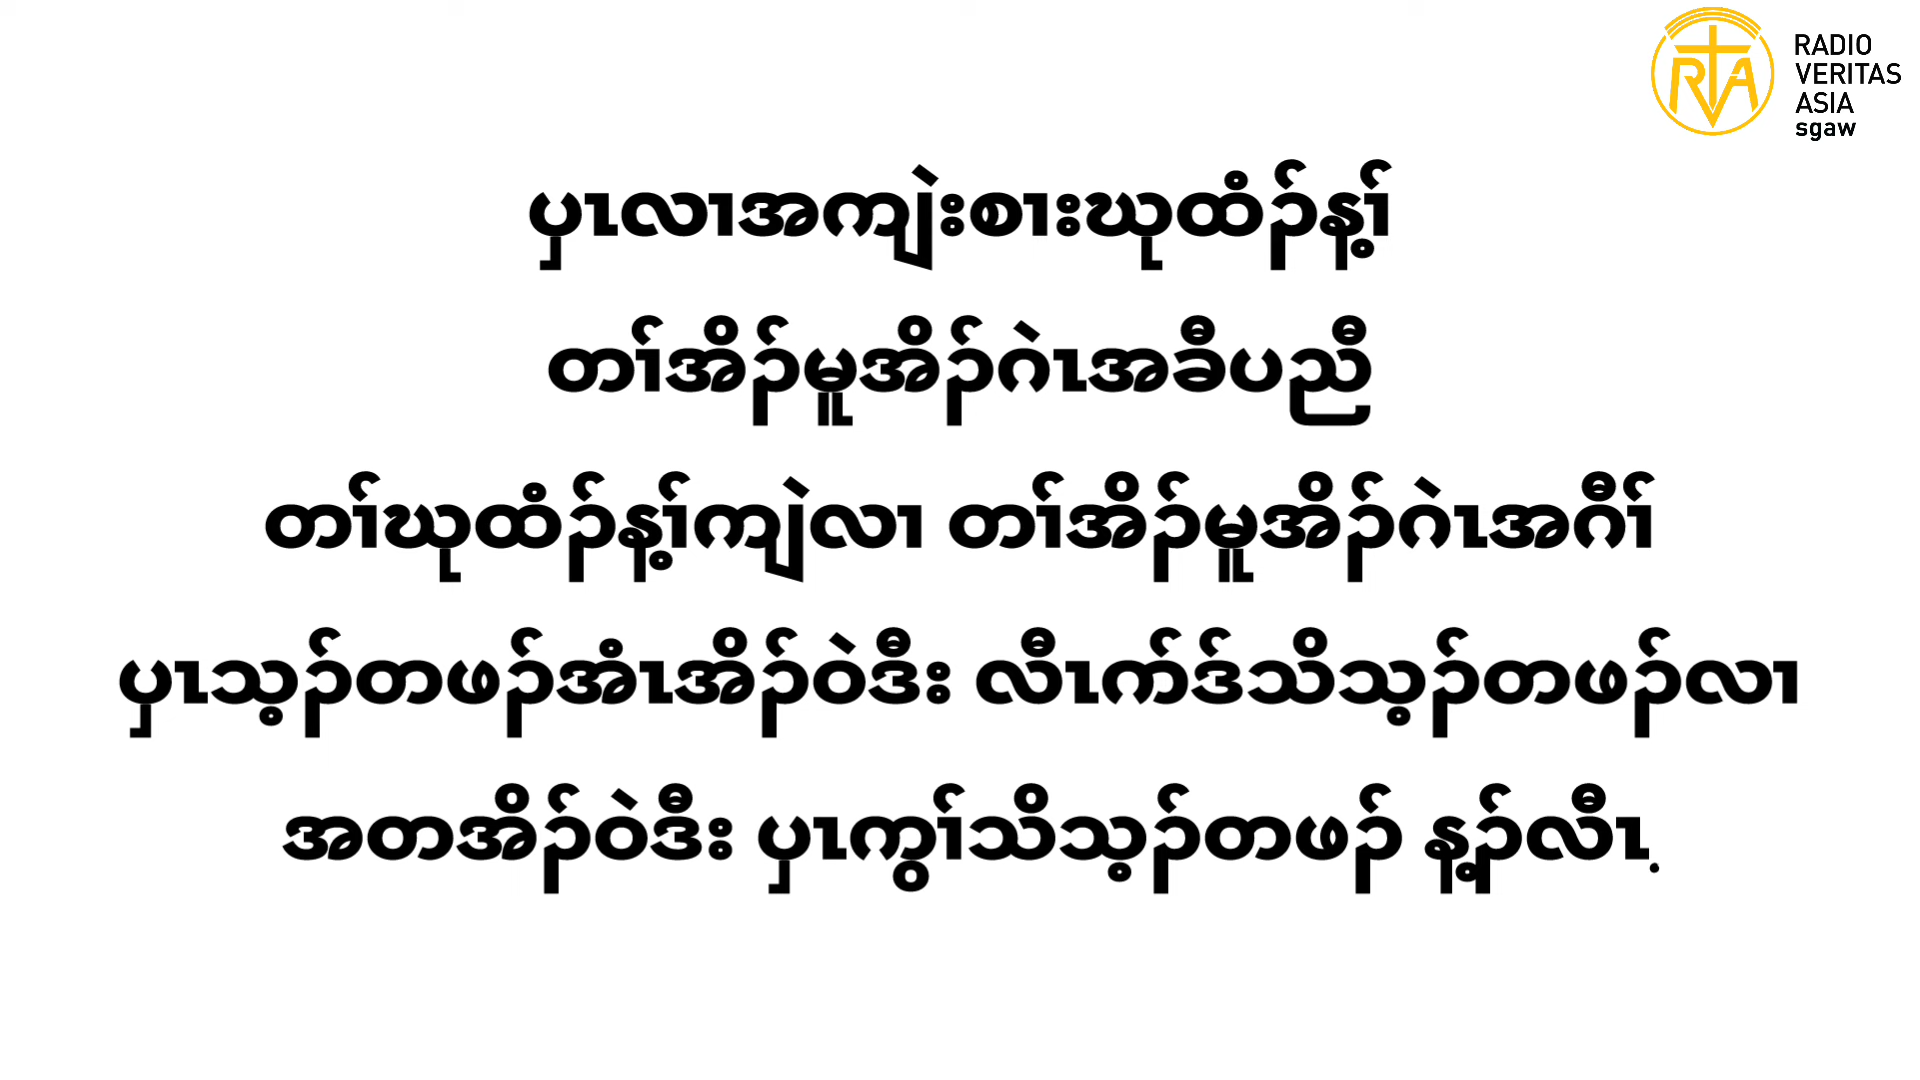 RADIO
VERITAS
ASIA
sgaw
ပှၤလၢအကျဲးစၢးဃုထံၣ်န့ၢ်
တၢ်အိၣ်မူအိၣ်ဂဲၤအခီပညီ
တၢ်ဃုထံၣ်န့ၢ်ကျဲလၢ တၢ်အိၣ်မူအိၣ်ဂဲၤအဂီၢ်
ပှၤသ့ၣ်တဖၣ်အံၤအိၣ်ဝဲဒီး လီၤက်ဒ်သိသ့ၣ်တဖၣ်လၢ
အတအိၣ်ဝဲဒီး ပှၤကွၢ်သိသ့ၣ်တဖၣ် န့ၣ်လီၤ.